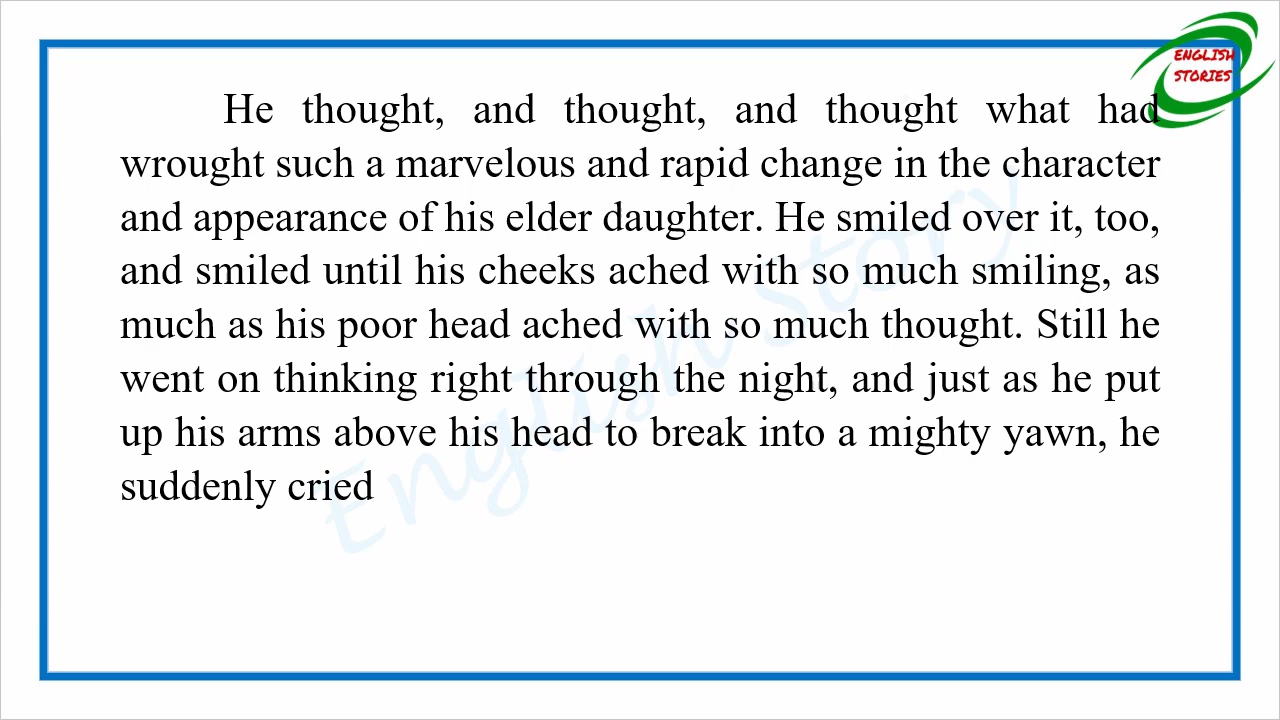 ENGLISH
STORIES
He thought, and thought, and thought what had
wrought such a marvelous and rapid change in the character
and appearance of his elder daughter. He smiled over it, too,
and smiled until his cheeks ached with so much smiling, as
much as his poor head ached with so much thought. Still he
went on thinking right through the night, and just as he put
up his arms above his head to break into a mighty yawn, he
suddenly cried
English Story